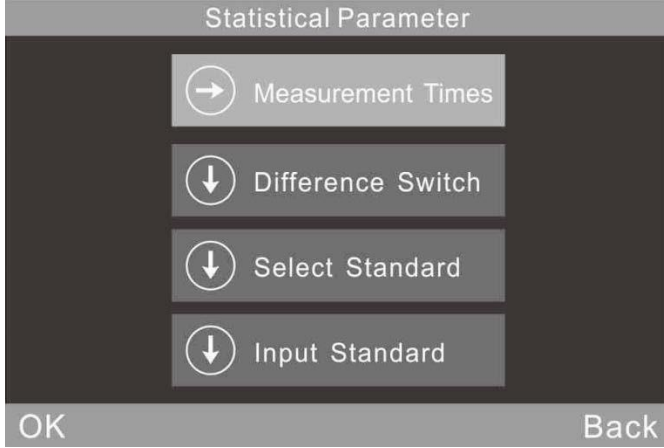 Statistical Parameter
Measurement Times
Difference Switch
Select Standard
Input Standard
OK Back